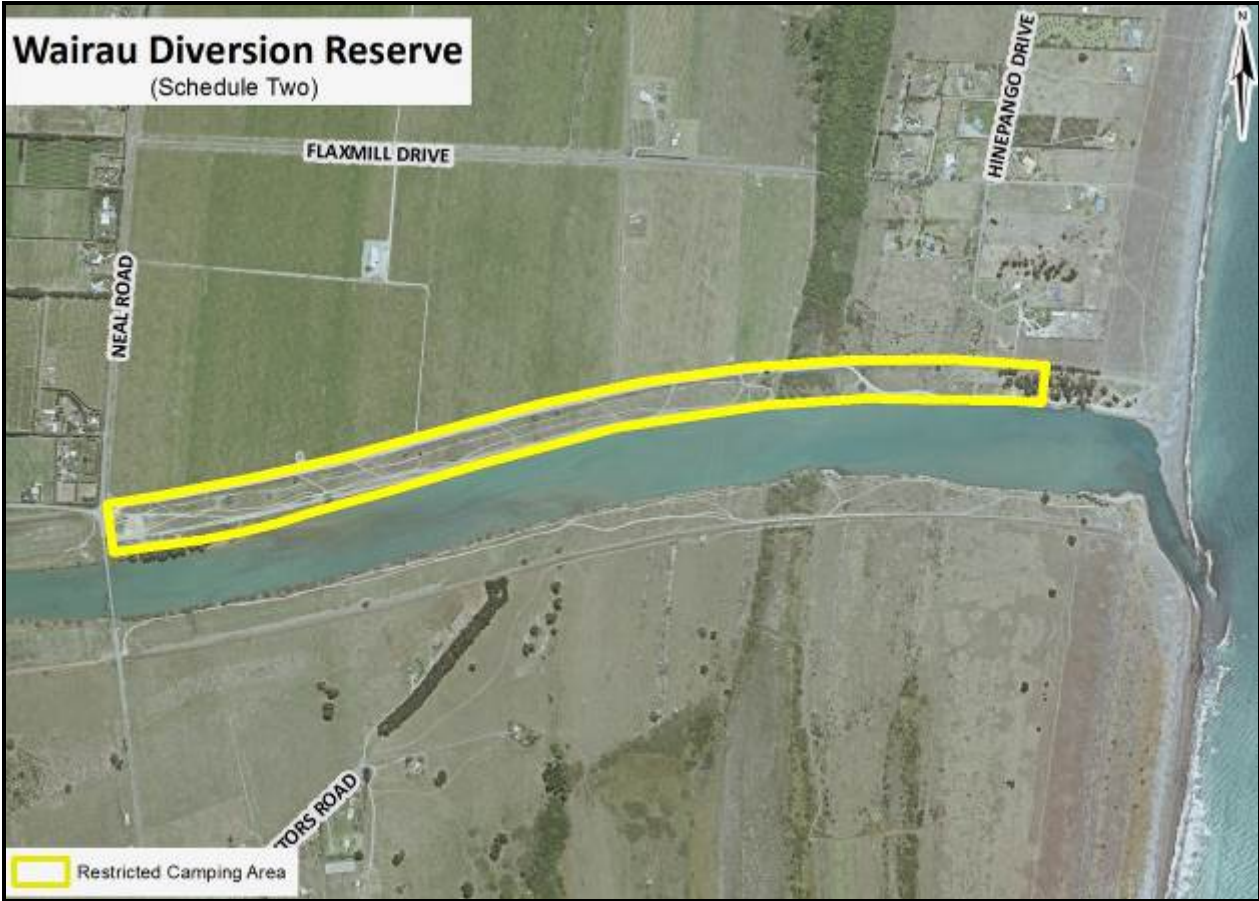 Wairau Diversion Reserve
(Schedule Two)
N
HINEPANGO DRIVE
FLAXMILL DRIVE
NEAL ROAD
TORS ROAD
Restricted Camping Area